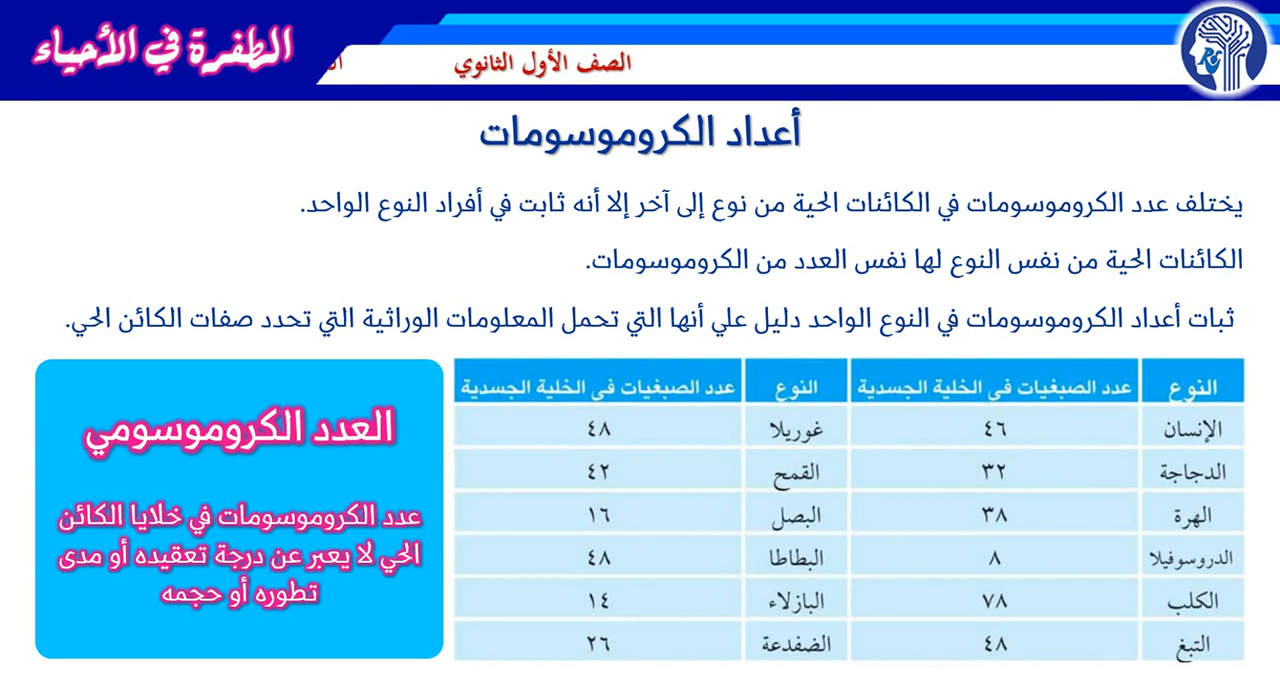 الطفرة في الأحياء
الصف الأول الثانوي
أعداد الكروموسومات
يختلف عدد الكروموسومات في الكائنات الحية من نوع إلى آخر إلا أنه ثابت في أفراد النوع الواحد.
الكائنات الحية من نفس النوع لها نفس العدد من الكروموسومات.
ثبات أعداد الكروموسومات في النوع الواحد دليل علي أنها التي تحمل المعلومات الوراثية التي تحدد صفات الكائن الحي.
النوع عدد الصبغيات فى الخلية الجسدية النوع عدد الصبغيات فى الخلية الجسدية
الإنسان ٤٦ غوريلا ٤٨
الدجاجة ٣٢ القمح ٤٢
الهرة ٣٨ البصل ١٦
الدروسوفيلا ٨ البطاطا ٤٨
الكلب ٧٨ البازلاء ١٤
التبغ ٤٨ الضفدعة ٢٦
العدد الكروموسومي
عدد الكروموسومات في خلايا الكائن
الحي لا يعبر عن درجة تعقيده أو مدى
تطوره أو حجمه